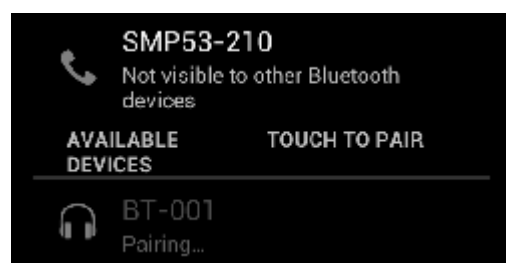 SMP53-210
Not visible to other Bluetooth
devices
AVAILABLE DEVICES
TOUCH TO PAIR
BT-001
Pairing...